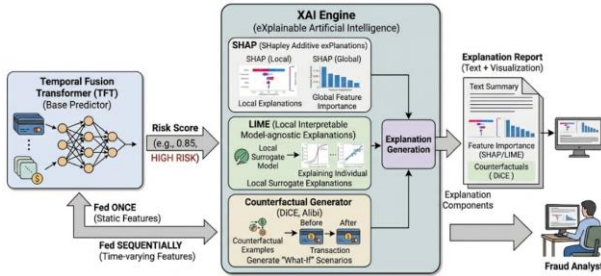 XAI Engine
(eXplainable Artificial Intelligence)
SHAP (SHapley Additive exPlanations)
SHAP (Local)
SHAP (Global)
Local Explanations
Global Feature
Importance
Temporal Fusion
Transformer (TFT)
(Base Predictor)
Risk Score
(e.g., 0.85,
HIGH RISK)
LIME (Local Interpretable
Model-agnostic Explanations)
Local
Surrogate
Model
Explaining Individual
Local Surrogate Explanations
Explanation
Generation
Explanation Report
(Text + Visualization)
Text Summary
Feature Importance
(SHAP/LIME)
Counterfactuals
(DiCE)
Explanation
Components
Fraud Analyst
Fed ONCE
(Static Features)
Fed SEQUENTIALLY
(Time-varying Features)
Counterfactual Generator
(DiCE, Alibi)
Before
After
Counterfactual
Examples
Transaction
Generate "What-If" Scenarios